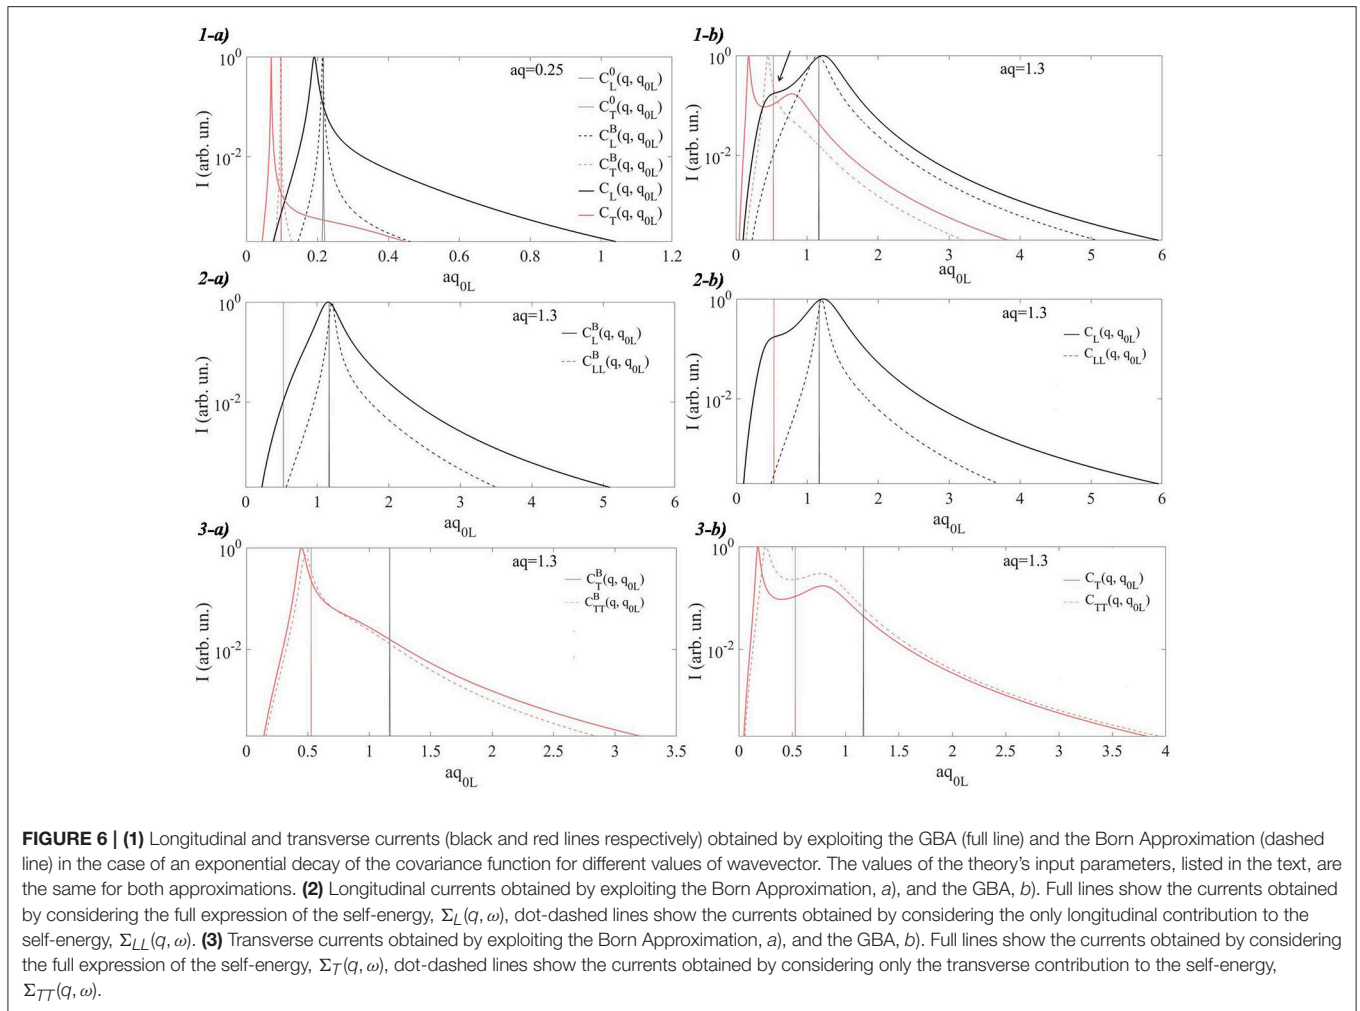 1-a)
10^0
10^-2
I (arb. un.)
aq=0.25
C_L^0(q, q_0L)
C_T^0(q, q_0L)
C_L^B(q, q_0L)
C_T^B(q, q_0L)
C_L(q, q_0L)
C_T(q, q_0L)
0 0.2 0.4 0.6 0.8 1 1.2
aq_0L
1-b)
10^0
10^-2
I (arb. un.)
aq=1.3
0 1 2 3 4 5 6
aq_0L
2-a)
10^0
10^-2
I (arb. un.)
aq=1.3
C_L^B(q, q_0L)
C_LL^B(q, q_0L)
0 1 2 3 4 5 6
aq_0L
2-b)
10^0
10^-2
I (arb. un.)
aq=1.3
C_L(q, q_0L)
C_LL(q, q_0L)
0 1 2 3 4 5 6
aq_0L
3-a)
10^0
10^-2
I (arb. un.)
aq=1.3
C_T^B(q, q_0L)
C_TT^B(q, q_0L)
0 0.5 1 1.5 2 2.5 3 3.5
aq_0L
3-b)
10^0
10^-2
I (arb. un.)
aq=1.3
C_T(q, q_0L)
C_TT(q, q_0L)
0 0.5 1 1.5 2 2.5 3 3.5 4
aq_0L
FIGURE 6 | (1) Longitudinal and transverse currents (black and red lines respectively) obtained by exploiting the GBA (full line) and the Born Approximation (dashed
line) in the case of an exponential decay of the covariance function for different values of wavevector. The values of the theory's input parameters, listed in the text, are
the same for both approximations. (2) Longitudinal currents obtained by exploiting the Born Approximation, a), and the GBA, b). Full lines show the currents obtained
by considering the full expression of the self-energy, Σ_L(q, ω), dot-dashed lines show the currents obtained by considering the only longitudinal contribution to the
self-energy, Σ_LL(q, ω). (3) Transverse currents obtained by exploiting the Born Approximation, a), and the GBA, b). Full lines show the currents obtained by considering
the full expression of the self-energy, Σ_T(q, ω), dot-dashed lines show the currents obtained by considering only the transverse contribution to the self-energy,
Σ_TT(q, ω).